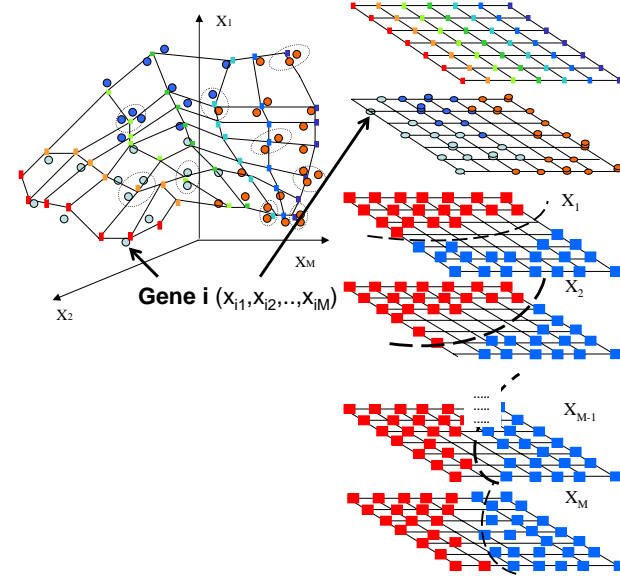 X1
XM
X2
Gene i (xi1,xi2,..,xiM)
X1
X2
.....
.....
.....
XM-1
XM